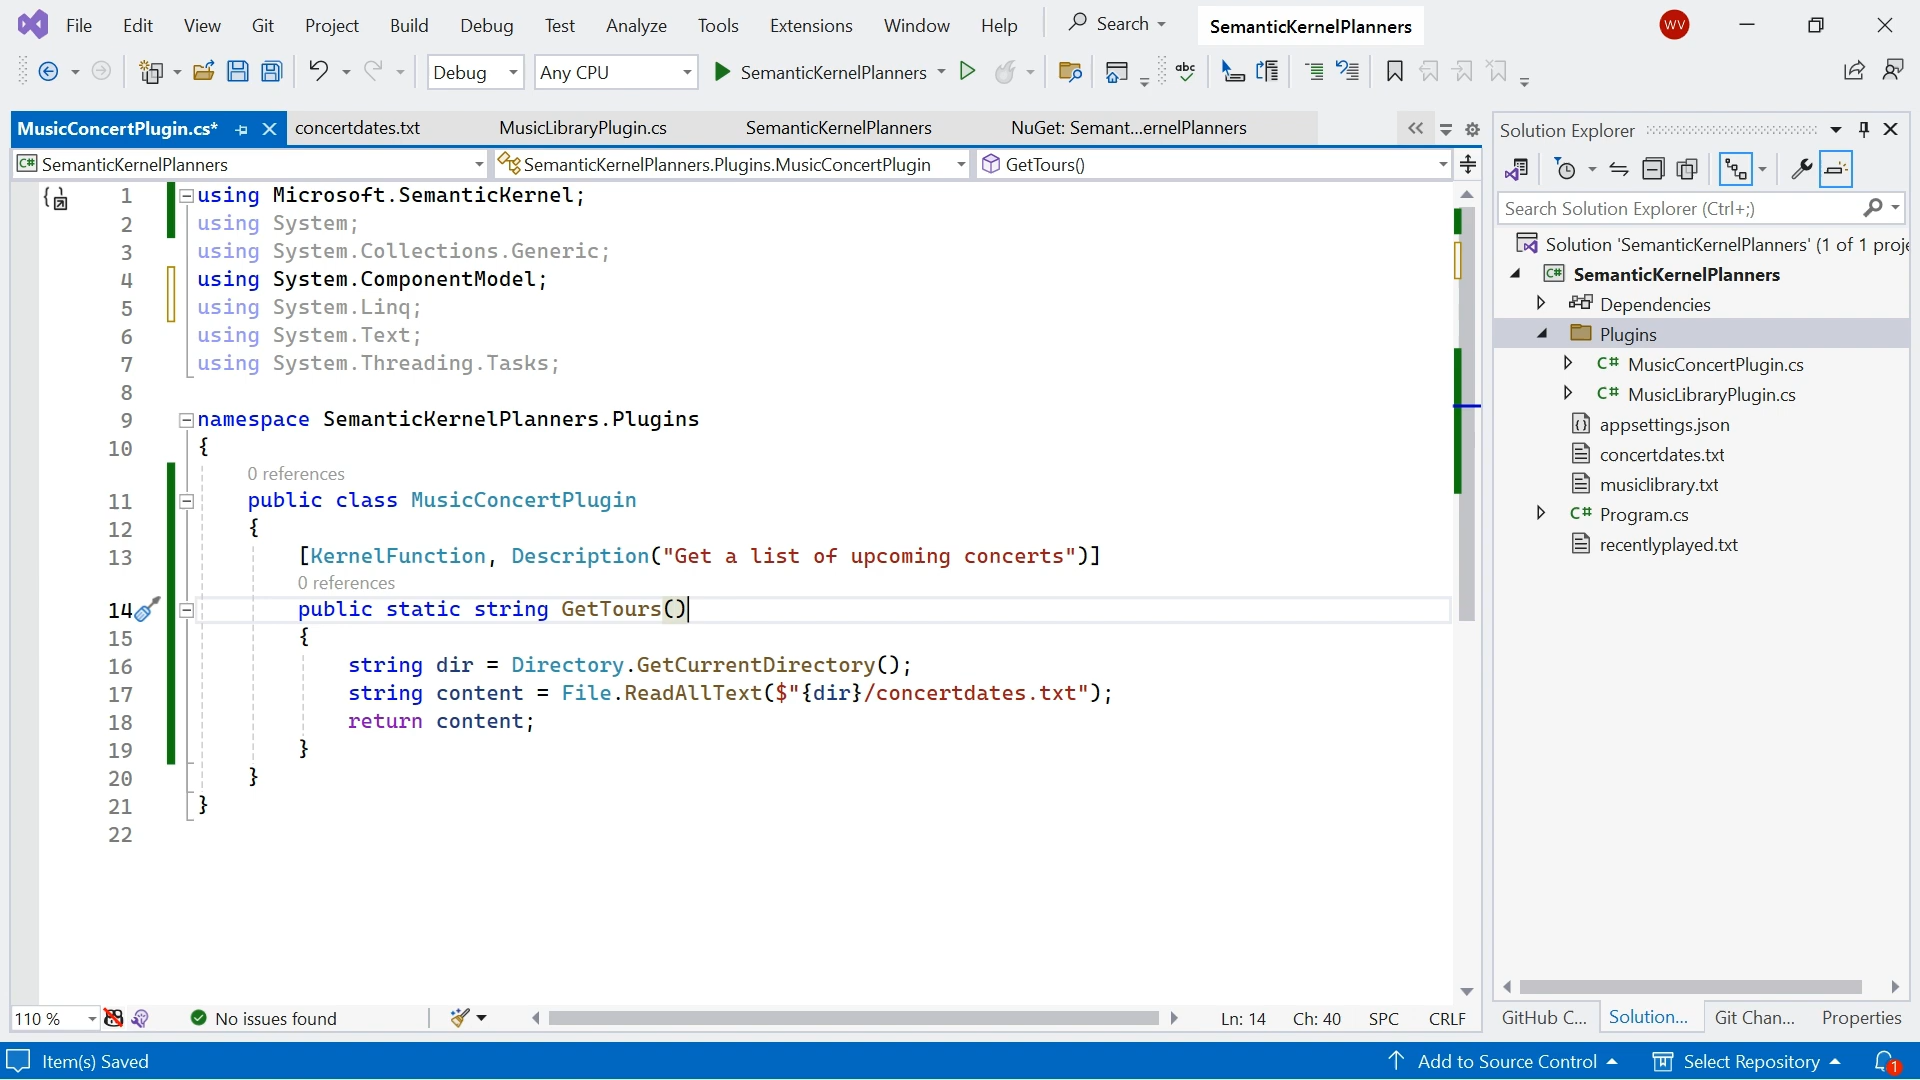 File Edit View Git Project Build Debug Test Analyze Tools Extensions Window Help Search SemanticKernelPlanners WV
Debug Any CPU SemanticKernelPlanners abc
MusicConcertPlugin.cs* concertdates.txt MusicLibraryPlugin.cs SemanticKernelPlanners NuGet: Semant...ernelPlanners
C# SemanticKernelPlanners SemanticKernelPlanners.Plugins.MusicConcertPlugin GetTours()
1 using Microsoft.SemanticKernel;
2 using System;
3 using System.Collections.Generic;
4 using System.ComponentModel;
5 using System.Linq;
6 using System.Text;
7 using System.Threading.Tasks;
8
9 namespace SemanticKernelPlanners.Plugins
10 {
0 references
11 public class MusicConcertPlugin
12 {
13 [KernelFunction, Description("Get a list of upcoming concerts")]
0 references
14 public static string GetTours()
15 {
16 string dir = Directory.GetCurrentDirectory();
17 string content = File.ReadAllText($"{dir}/concertdates.txt");
18 return content;
19 }
20 }
21 }
22
110 % No issues found Ln: 14 Ch: 40 SPC CRLF
Solution Explorer
Search Solution Explorer (Ctrl+;)
Solution 'SemanticKernelPlanners' (1 of 1 proje
C# SemanticKernelPlanners
Dependencies
Plugins
C# MusicConcertPlugin.cs
C# MusicLibraryPlugin.cs
appsettings.json
concertdates.txt
musiclibrary.txt
C# Program.cs
recentlyplayed.txt
GitHub C... Solution... Git Chan... Properties
Item(s) Saved Add to Source Control Select Repository 1